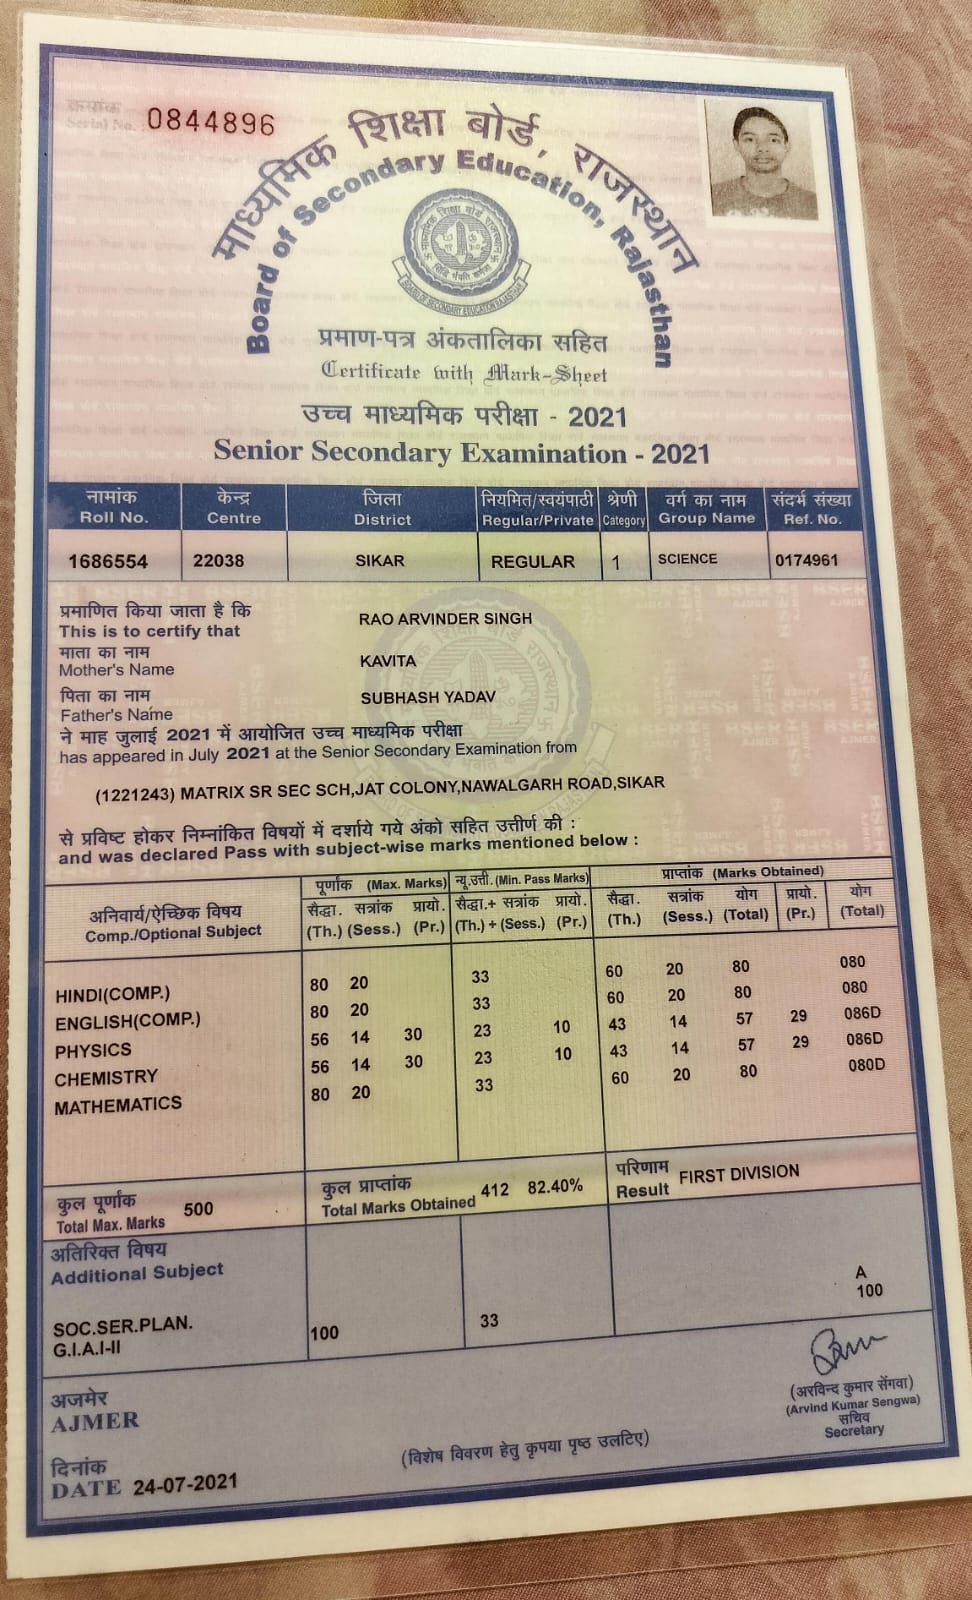 क्रमांक
Serial No. 0844896
माध्यमिक शिक्षा बोर्ड, राजस्थान
Board of Secondary Education, Rajasthan
माध्यमिक शिक्षा बोर्ड राजस्थान
BOARD OF SECONDARY EDUCATION RAJASTHAN
प्रमाण-पत्र अंकतालिका सहित
Certificate with Mark-Sheet
उच्च माध्यमिक परीक्षा - 2021
Senior Secondary Examination - 2021
नामांक केन्द्र जिला नियमित/स्वयंपाठी श्रेणी वर्ग का नाम संदर्भ संख्या
Roll No. Centre District Regular/Private Category Group Name Ref. No.
1686554 22038 SIKAR REGULAR 1 SCIENCE 0174961
प्रमाणित किया जाता है कि
This is to certify that RAO ARVINDER SINGH
माता का नाम
Mother's Name KAVITA
पिता का नाम
Father's Name SUBHASH YADAV
ने माह जुलाई 2021 में आयोजित उच्च माध्यमिक परीक्षा
has appeared in July 2021 at the Senior Secondary Examination from
(1221243) MATRIX SR SEC SCH,JAT COLONY,NAWALGARH ROAD,SIKAR
से प्रविष्ट होकर निम्नांकित विषयों में दर्शाये गये अंको सहित उत्तीर्ण की :
and was declared Pass with subject-wise marks mentioned below :
अनिवार्य/ऐच्छिक विषय
Comp./Optional Subject
पूर्णांक (Max. Marks) न्यू.उत्ती. (Min. Pass Marks) प्राप्तांक (Marks Obtained)
सैद्धा. सत्रांक प्रायो. सैद्धा.+ सत्रांक प्रायो. सैद्धा. सत्रांक योग प्रायो. योग
(Th.) (Sess.) (Pr.) (Th.) + (Sess.) (Pr.) (Th.) (Sess.) (Total) (Pr.) (Total)
HINDI(COMP.) 80 20 33 60 20 80 080
ENGLISH(COMP.) 80 20 33 60 20 80 080
PHYSICS 56 14 30 23 10 43 14 57 29 086D
CHEMISTRY 56 14 30 23 10 43 14 57 29 086D
MATHEMATICS 80 20 33 60 20 80 080D
कुल पूर्णांक
Total Max. Marks 500
कुल प्राप्तांक
Total Marks Obtained 412 82.40%
परिणाम
Result FIRST DIVISION
अतिरिक्त विषय
Additional Subject
A
SOC.SER.PLAN. 100 33 100
G.I.A.I-II
अजमेर
AJMER
(अरविन्द कुमार सेंगवा)
(Arvind Kumar Sengwa)
सचिव
Secretary
(विशेष विवरण हेतु कृपया पृष्ठ उलटिए)
दिनांक
DATE 24-07-2021